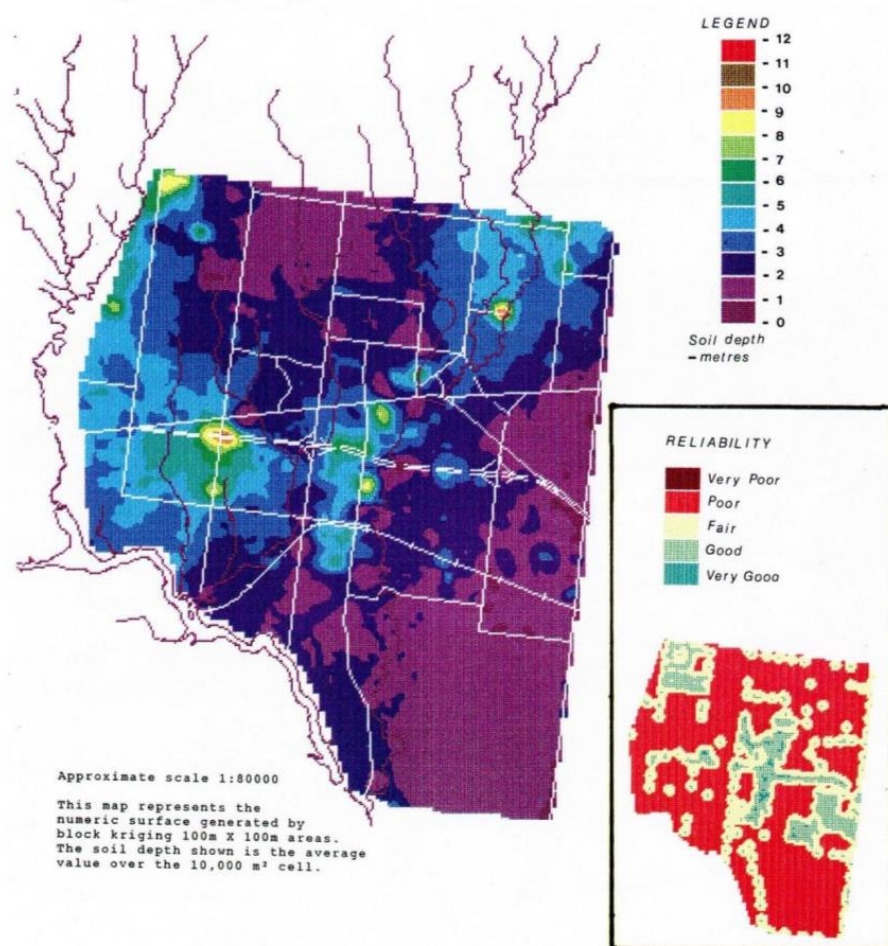 LEGEND
- 12
- 11
- 10
- 9
- 8
- 7
- 6
- 5
- 4
- 3
- 2
- 1
- 0
Soil depth
– metres
RELIABILITY
Very Poor
Poor
Fair
Good
Very Gooa
Approximate scale 1:80000
This map represents the
numeric surface generated by
block kriging 100m X 100m areas.
The soil depth shown is the average
value over the 10,000 m² cell.